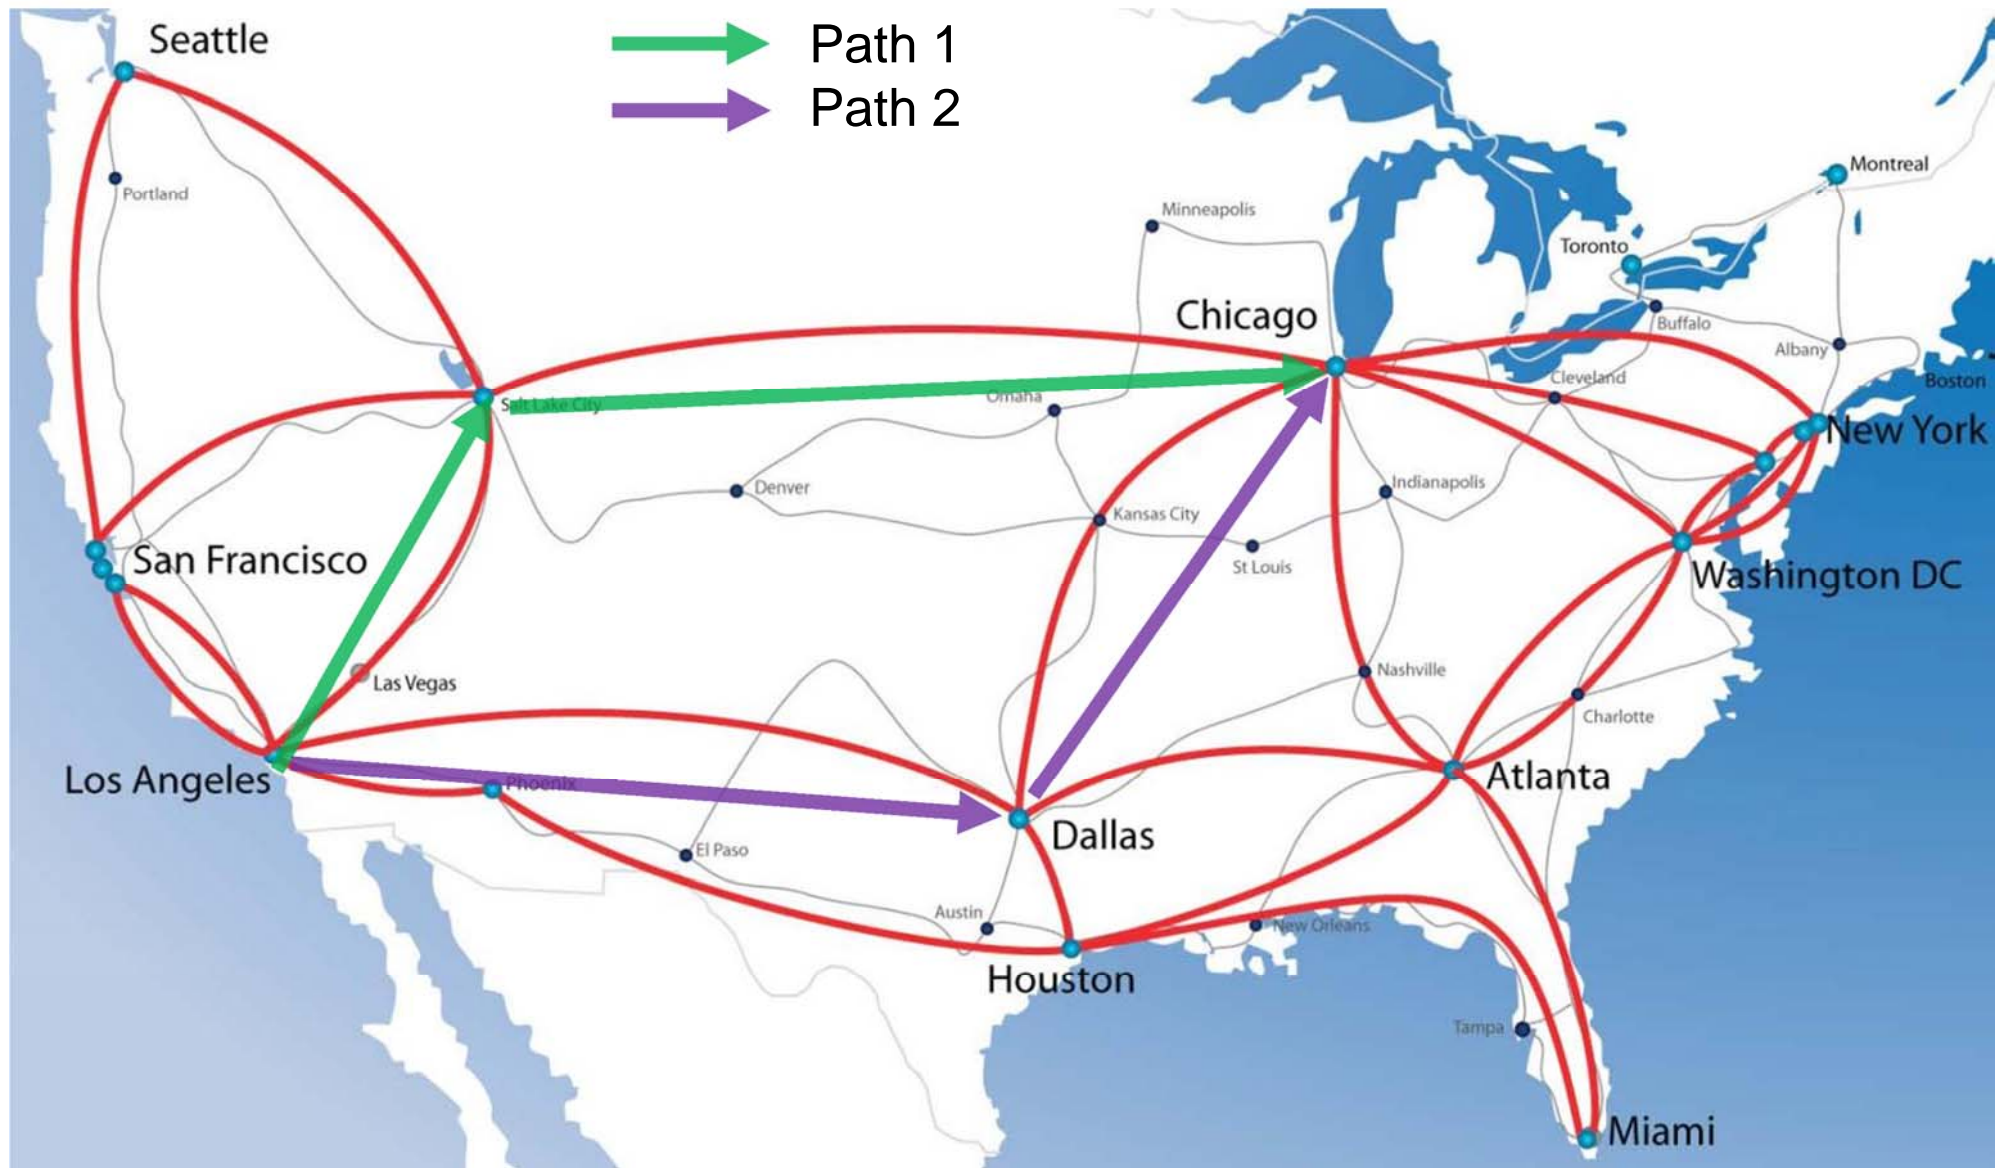 Seattle
Path 1
Path 2
Portland
Montreal
Minneapolis
Toronto
Chicago
Buffalo
Albany
Cleveland
Boston
Salt Lake City
Omaha
New York
Denver
Indianapolis
Kansas City
San Francisco
St Louis
Washington DC
Las Vegas
Nashville
Charlotte
Los Angeles
Phoenix
Atlanta
Dallas
El Paso
Austin
New Orleans
Houston
Tampa
Miami